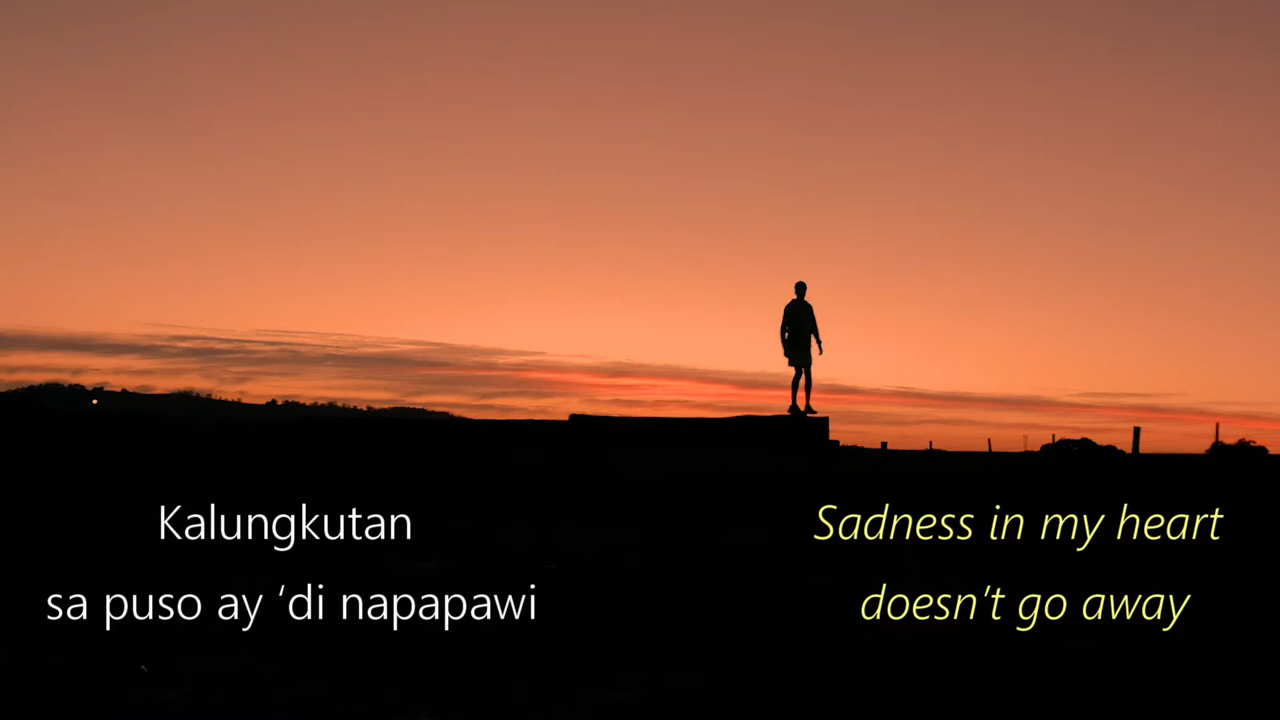 Kalungkutan
sa puso ay ‘di napapawi
Sadness in my heart
doesn't go away